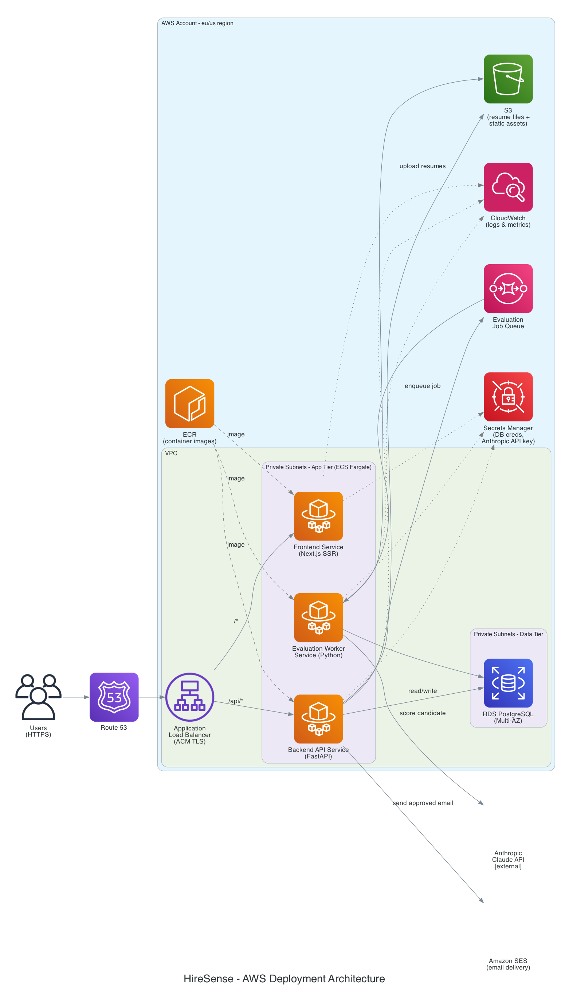 AWS Account - eu/us region
S3
(resume files +
static assets)
upload resumes
CloudWatch
(logs & metrics)
Evaluation
Job Queue
enqueue job
Secrets Manager
(DB creds,
Anthropic API key)
ECR
(container images)
image
image
image
VPC
Private Subnets - App Tier (ECS Fargate)
Frontend Service
(Next.js SSR)
/*
Evaluation Worker
Service (Python)
Private Subnets - Data Tier
53
Users
(HTTPS)
Route 53
Application
Load Balancer
(ACM TLS)
/api/*
Backend API Service
(FastAPI)
read/write
score candidate
RDS PostgreSQL
(Multi-AZ)
send approved email
Anthropic
Claude API
[external]
Amazon SES
(email delivery)
HireSense - AWS Deployment Architecture